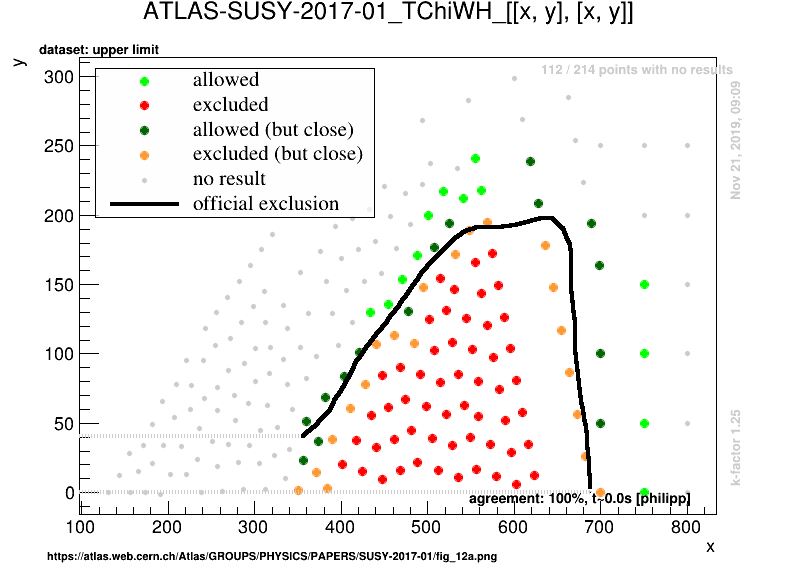 ATLAS-SUSY-2017-01_TChiWH_[[x, y], [x, y]]
dataset: upper limit
y
112 / 214 points with no results
allowed
excluded
allowed (but close)
excluded (but close)
no result
official exclusion
Nov 21, 2019, 09:09
k-factor 1.25
300
250
200
150
100
50
0
agreement: 100%, t~0.0s [philipp]
100 200 300 400 500 600 700 800
x
https://atlas.web.cern.ch/Atlas/GROUPS/PHYSICS/PAPERS/SUSY-2017-01/fig_12a.png